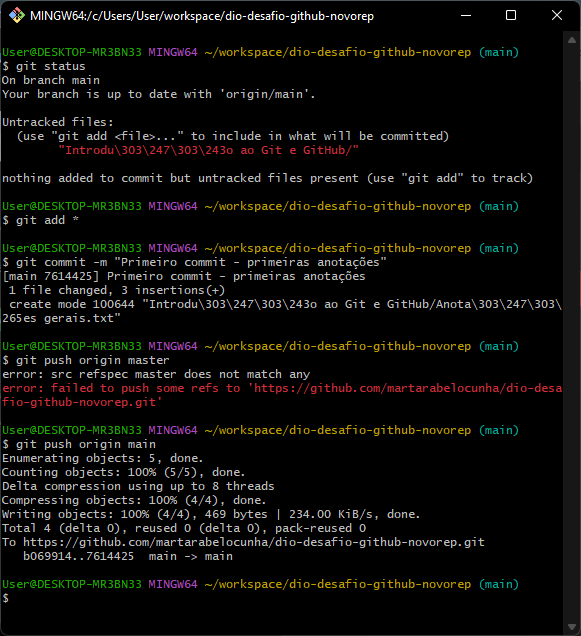 MINGW64:/c/Users/User/workspace/dio-desafio-github-novorep
User@DESKTOP-MR3BN33 MINGW64 ~/workspace/dio-desafio-github-novorep (main)
$ git status
On branch main
Your branch is up to date with 'origin/main'.
Untracked files:
(use "git add <file>..." to include in what will be committed)
"Introdu\303\247\303\243o ao Git e GitHub/"
nothing added to commit but untracked files present (use "git add" to track)
User@DESKTOP-MR3BN33 MINGW64 ~/workspace/dio-desafio-github-novorep (main)
$ git add *
User@DESKTOP-MR3BN33 MINGW64 ~/workspace/dio-desafio-github-novorep (main)
$ git commit -m "Primeiro commit - primeiras anotações"
[main 7614425] Primeiro commit - primeiras anotações
1 file changed, 3 insertions(+)
create mode 100644 "Introdu\303\247\303\243o ao Git e GitHub/Anota\303\247\303\
265es gerais.txt"
User@DESKTOP-MR3BN33 MINGW64 ~/workspace/dio-desafio-github-novorep (main)
$ git push origin master
error: src refspec master does not match any
error: failed to push some refs to 'https://github.com/martarabelocunha/dio-desa
fio-github-novorep.git'
User@DESKTOP-MR3BN33 MINGW64 ~/workspace/dio-desafio-github-novorep (main)
$ git push origin main
Enumerating objects: 5, done.
Counting objects: 100% (5/5), done.
Delta compression using up to 8 threads
Compressing objects: 100% (4/4), done.
Writing objects: 100% (4/4), 469 bytes | 234.00 KiB/s, done.
Total 4 (delta 0), reused 0 (delta 0), pack-reused 0
To https://github.com/martarabelocunha/dio-desafio-github-novorep.git
b069914..7614425  main -> main
User@DESKTOP-MR3BN33 MINGW64 ~/workspace/dio-desafio-github-novorep (main)
$